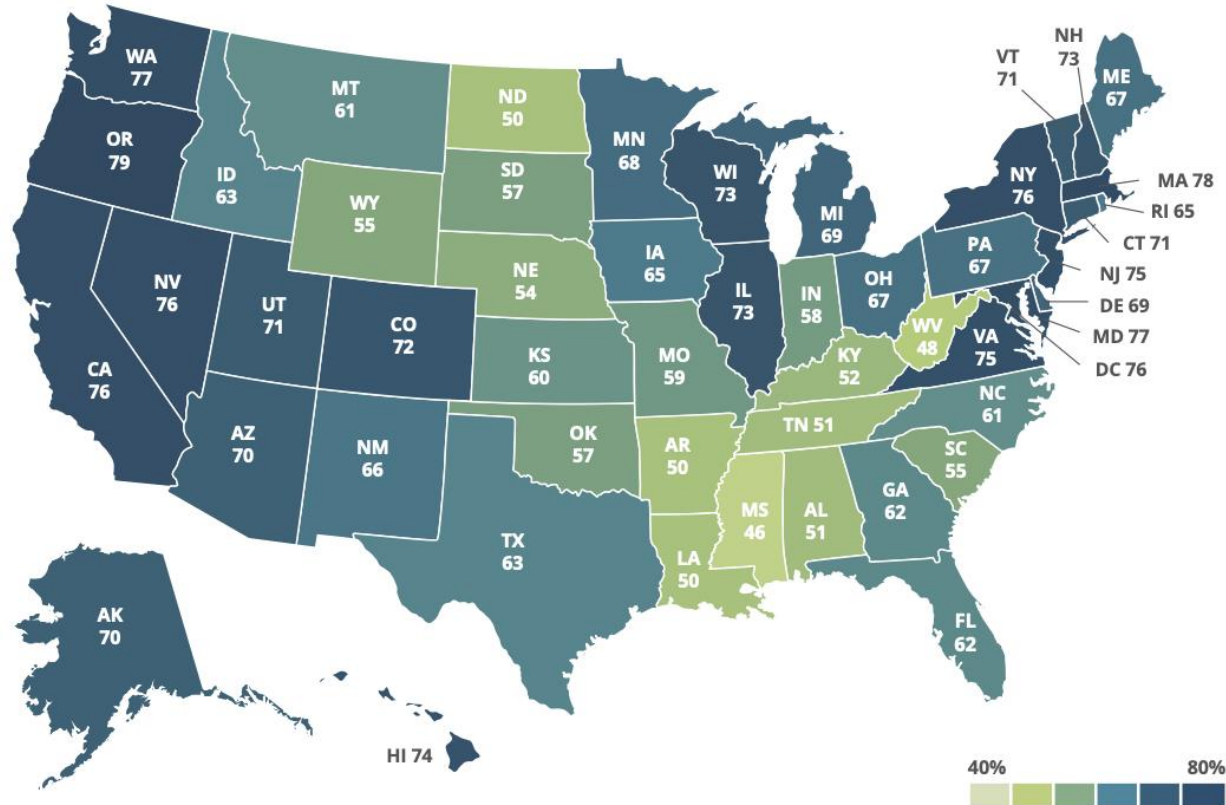 WA
77
OR
79
CA
76
NV
76
ID
63
MT
61
WY
55
UT
71
CO
72
AZ
70
NM
66
ND
50
SD
57
NE
54
KS
60
OK
57
TX
63
MN
68
IA
65
MO
59
AR
50
LA
50
WI
73
IL
73
MI
69
IN
58
OH
67
KY
52
TN 51
MS
46
AL
51
GA
62
FL
62
SC
55
NC
61
VA
75
WV
48
PA
67
NY
76
VT
71
NH
73
ME
67
MA 78
RI 65
CT 71
NJ 75
DE 69
MD 77
DC 76
AK
70
HI 74
40%
80%